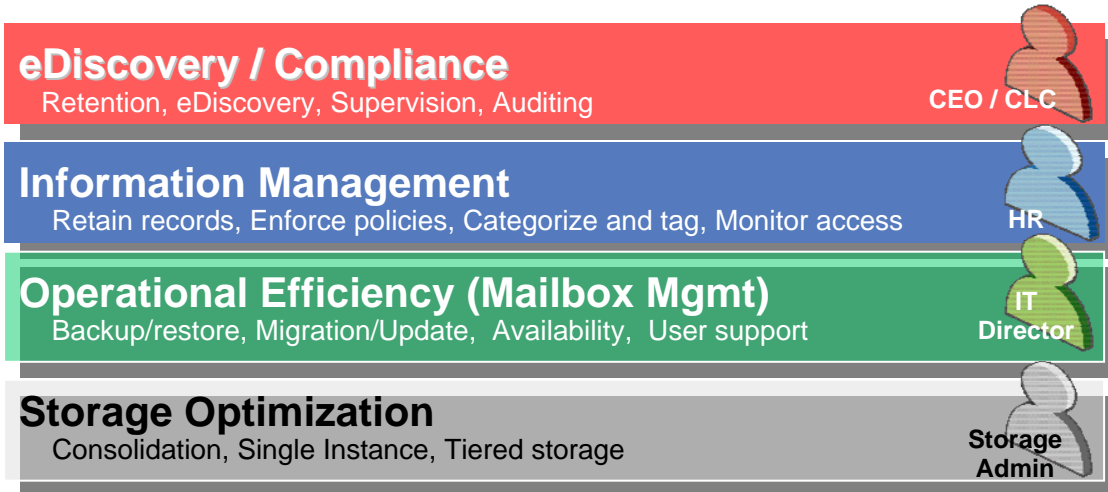 eDiscovery / Compliance
Retention, eDiscovery, Supervision, Auditing
CEO / CLC
Information Management
Retain records, Enforce policies, Categorize and tag, Monitor access
HR
Operational Efficiency (Mailbox Mgmt)
Backup/restore, Migration/Update, Availability, User support
IT
Director
Storage Optimization
Consolidation, Single Instance, Tiered storage
Storage
Admin